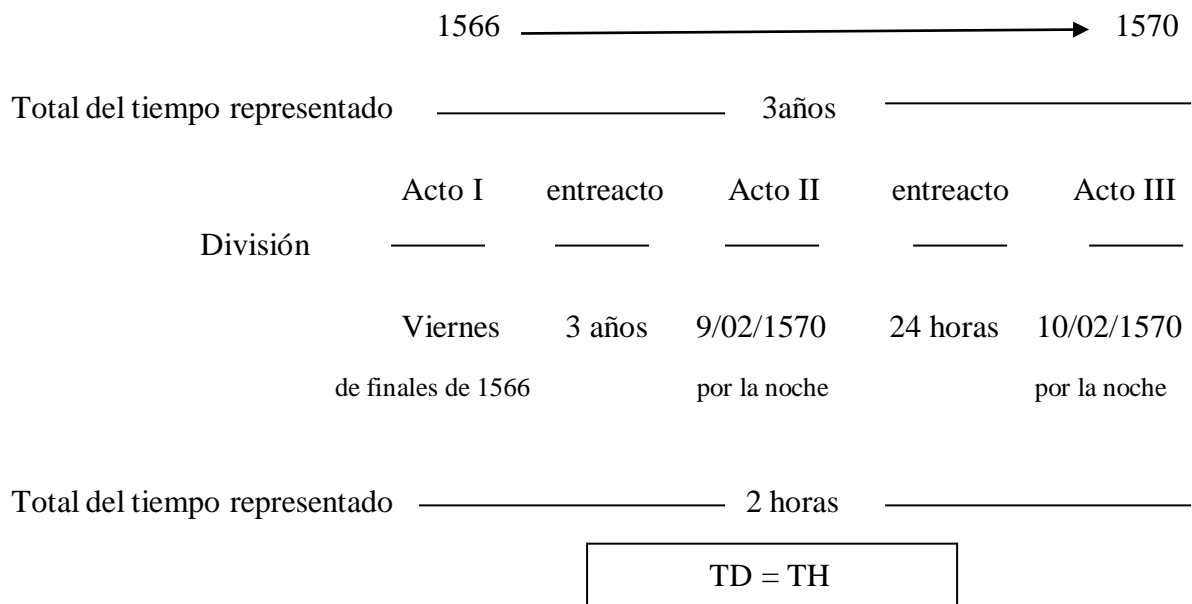 1566 1570
Total del tiempo representado 3años
Acto I entreacto Acto II entreacto Acto III
División
Viernes 3 años 9/02/1570 24 horas 10/02/1570
de finales de 1566 por la noche por la noche
Total del tiempo representado 2 horas
TD = TH